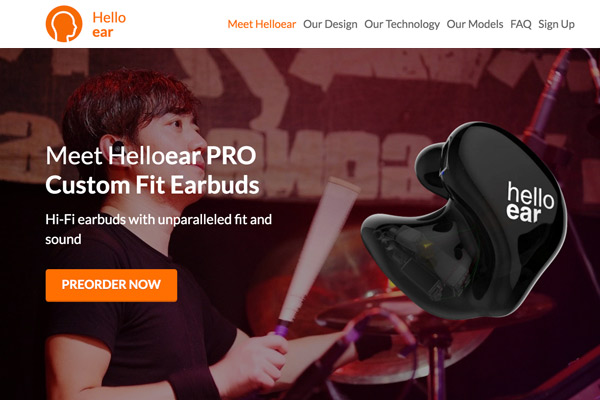 Hello
ear
Meet Helloear Our Design Our Technology Our Models FAQ Sign Up
Meet Helloear PRO
Custom Fit Earbuds
Hi-Fi earbuds with unparalleled fit and
sound
PREORDER NOW
hello
ear